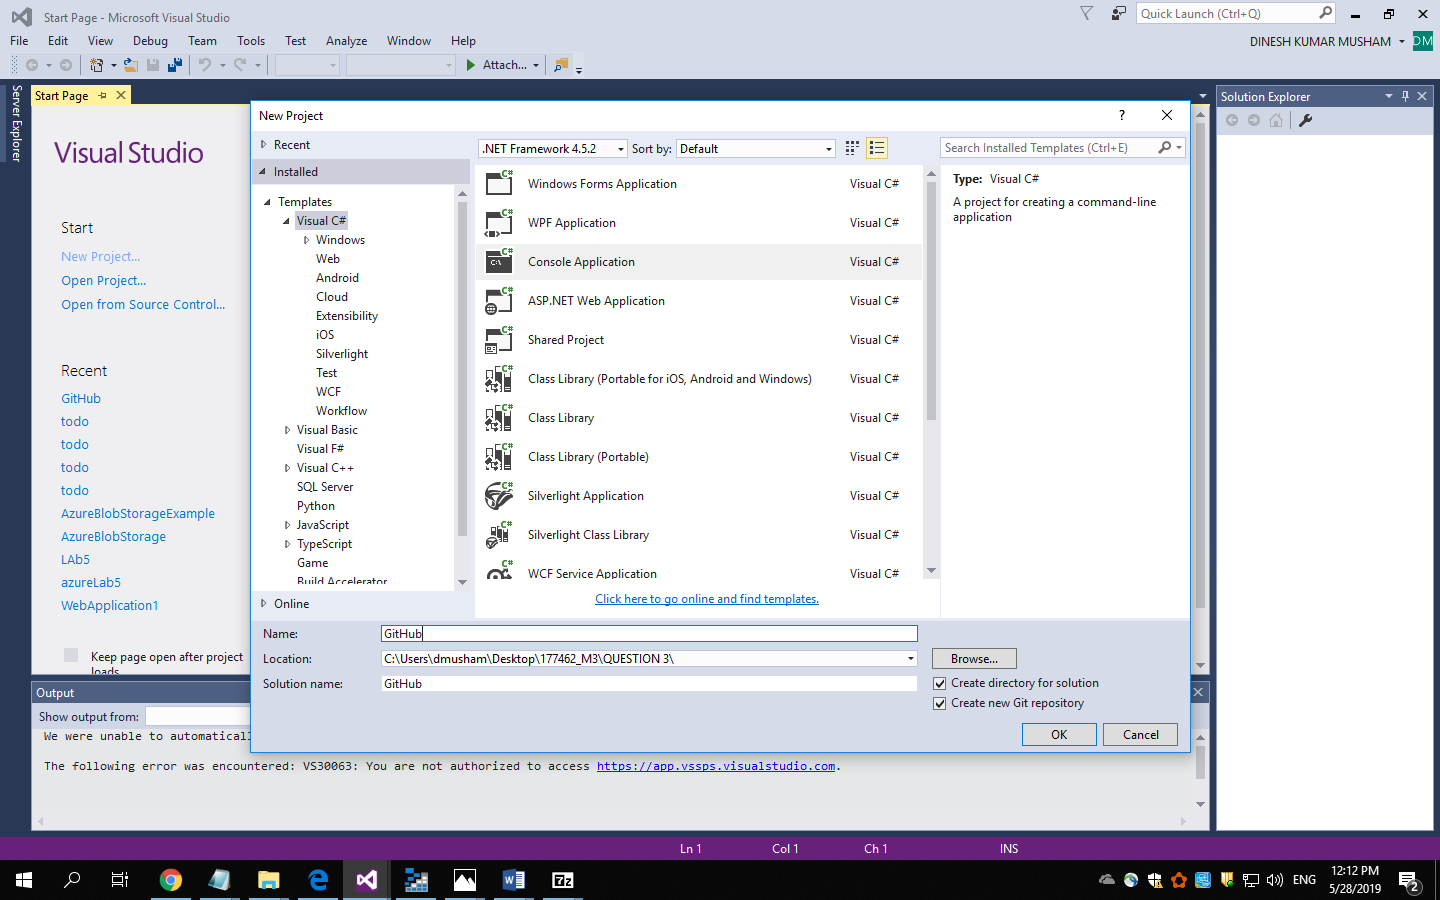 Start Page - Microsoft Visual Studio
Quick Launch (Ctrl+Q)
File Edit View Debug Team Tools Test Analyze Window Help
DINESH KUMAR MUSHAM
DM
Attach...
Server Explorer
Start Page
Visual Studio
Start
New Project...
Open Project...
Open from Source Control...
Recent
GitHub
todo
todo
todo
todo
AzureBlobStorageExample
AzureBlobStorage
LAb5
azureLab5
WebApplication1
Keep page open after project
loads
New Project
?
Recent
Installed
Templates
Visual C#
Windows
Web
Android
Cloud
Extensibility
iOS
Silverlight
Test
WCF
Workflow
Visual Basic
Visual F#
Visual C++
SQL Server
Python
JavaScript
TypeScript
Game
Build Accelerator
Online
.NET Framework 4.5.2
Sort by: Default
Search Installed Templates (Ctrl+E)
Windows Forms Application Visual C#
WPF Application Visual C#
Console Application Visual C#
ASP.NET Web Application Visual C#
Shared Project Visual C#
Class Library (Portable for iOS, Android and Windows) Visual C#
Class Library Visual C#
Class Library (Portable) Visual C#
Silverlight Application Visual C#
Silverlight Class Library Visual C#
WCF Service Application Visual C#
Click here to go online and find templates.
Type: Visual C#
A project for creating a command-line
application
Name: GitHub
Location: C:\Users\dmusham\Desktop\177462_M3\QUESTION 3\
Browse...
Solution name: GitHub
Create directory for solution
Create new Git repository
OK Cancel
Solution Explorer
Output
Show output from:
We were unable to automaticall
The following error was encountered: VS30063: You are not authorized to access https://app.vssps.visualstudio.com.
Ln 1 Col 1 Ch 1 INS
7z
ENG
12:12 PM
5/28/2019
2